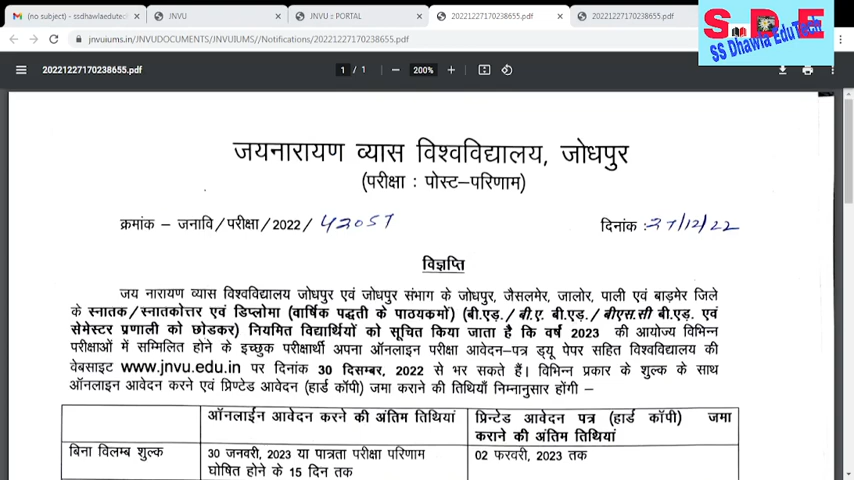 (no subject) - ssdhawlaedutech
JNVU
JNVU :: PORTAL
20221227170238655.pdf
20221227170238655.pdf
jnvuiums.in/JNVUDOCUMENTS/JNVUIUMS//Notifications/20221227170238655.pdf
S D E
SS Dhawla EduTech
20221227170238655.pdf
1 / 1
200%
जयनारायण व्यास विश्वविद्यालय, जोधपुर
(परीक्षा : पोस्ट–परिणाम)
क्रमांक – जनावि/परीक्षा/2022/ 42057
दिनांक :27/12/22
विज्ञप्ति
जय नारायण व्यास विश्वविद्यालय जोधपुर एवं जोधपुर संभाग के जोधपुर, जैसलमेर, जालोर, पाली एवं बाड़मेर जिले
के स्नातक/स्नातकोत्तर एवं डिप्लोमा (वार्षिक पद्धती के पाठयकमों) (बी.एड./बी.ए. बी.एड./बीएस.सी बी.एड. एवं
सेमेस्टर प्रणाली को छोडकर) नियमित विद्यार्थियों को सूचित किया जाता है कि वर्ष 2023 की आयोज्य विभिन्न
परीक्षाओं में सम्मिलित होने के इच्छुक परीक्षार्थी अपना ऑनलाइन परीक्षा आवेदन–पत्र ड्यू पेपर सहित विश्वविद्यालय की
वेबसाइट www.jnvu.edu.in पर दिनांक 30 दिसम्बर, 2022 से भर सकते हैं। विभिन्न प्रकार के शुल्क के साथ
ऑनलाइन आवेदन करने एवं प्रिण्टेड आवेदन (हार्ड कॉपी) जमा कराने की तिथियाँ निम्नानुसार होंगी –
ऑनलाईन आवेदन करने की अंतिम तिथियां
प्रिन्टेड आवेदन पत्र (हार्ड कॉपी) जमा
कराने की अंतिम तिथियां
बिना विलम्ब शुल्क
30 जनवरी, 2023 या पात्रता परीक्षा परिणाम
घोषित होने के 15 दिन तक
02 फरवरी, 2023 तक